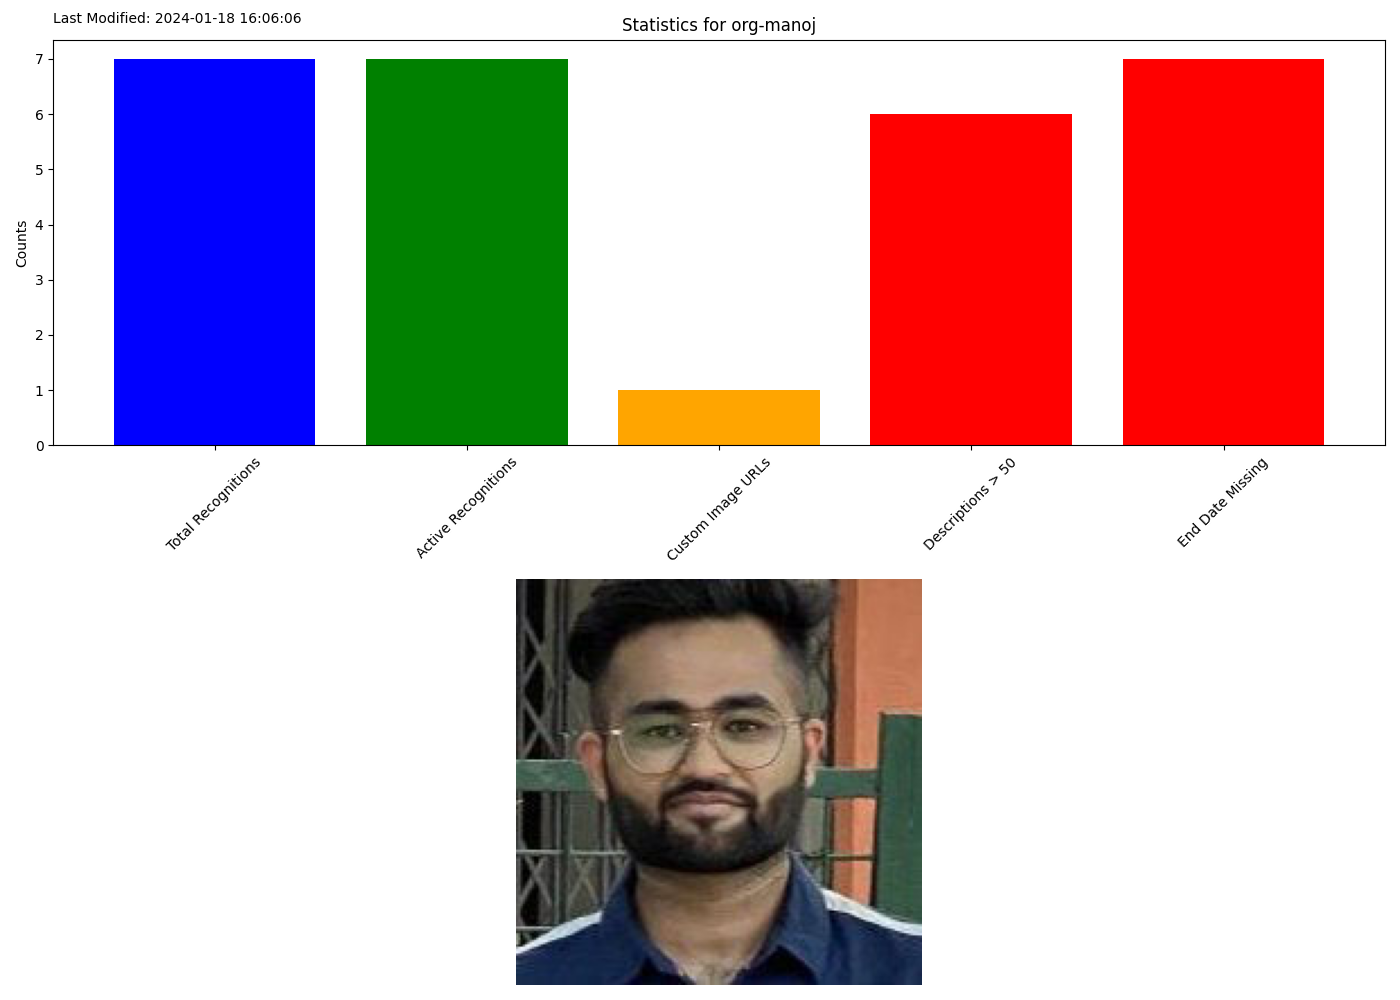 Last Modified: 2024-01-18 16:06:06
Statistics for org-manoj
Counts
7
6
5
4
3
2
1
0
Total Recognitions
Active Recognitions
Custom Image URLs
Descriptions > 50
End Date Missing